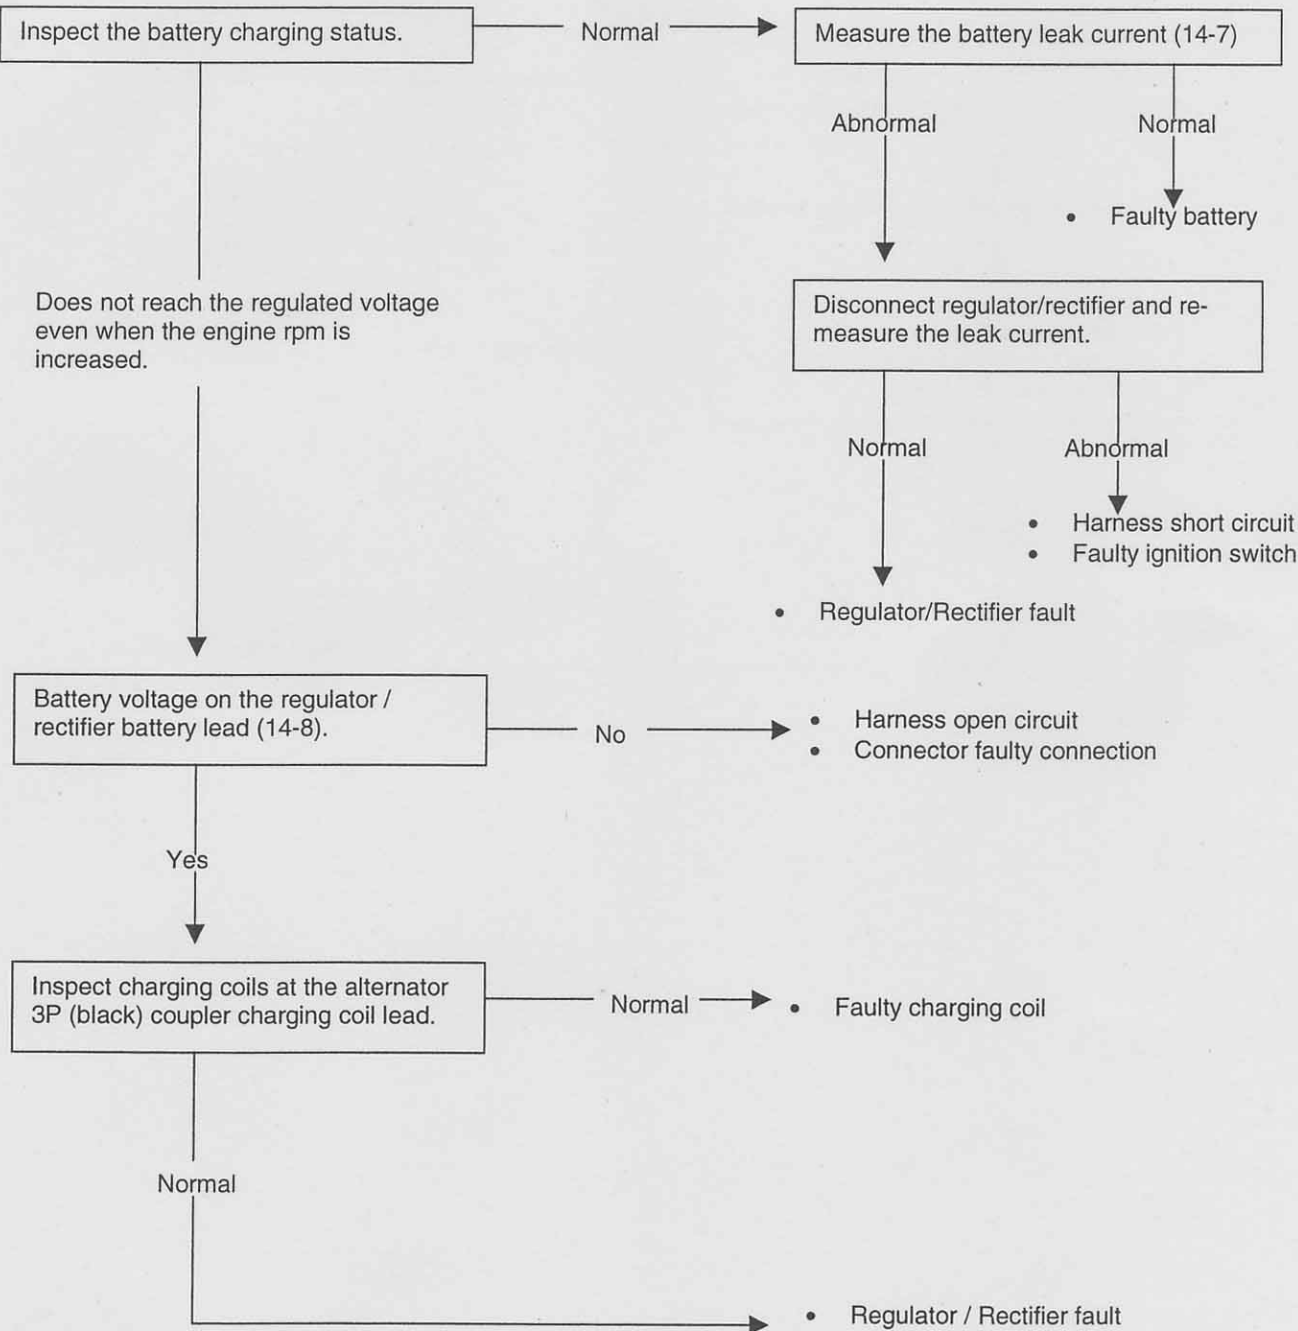 Inspect the battery charging status.
Normal
Measure the battery leak current (14-7)
Abnormal
Normal
• Faulty battery
Does not reach the regulated voltage
even when the engine rpm is
increased.
Disconnect regulator/rectifier and re-
measure the leak current.
Normal
Abnormal
• Harness short circuit
• Faulty ignition switch
• Regulator/Rectifier fault
Battery voltage on the regulator /
rectifier battery lead (14-8).
No
• Harness open circuit
• Connector faulty connection
Yes
Inspect charging coils at the alternator
3P (black) coupler charging coil lead.
Normal
• Faulty charging coil
Normal
• Regulator / Rectifier fault